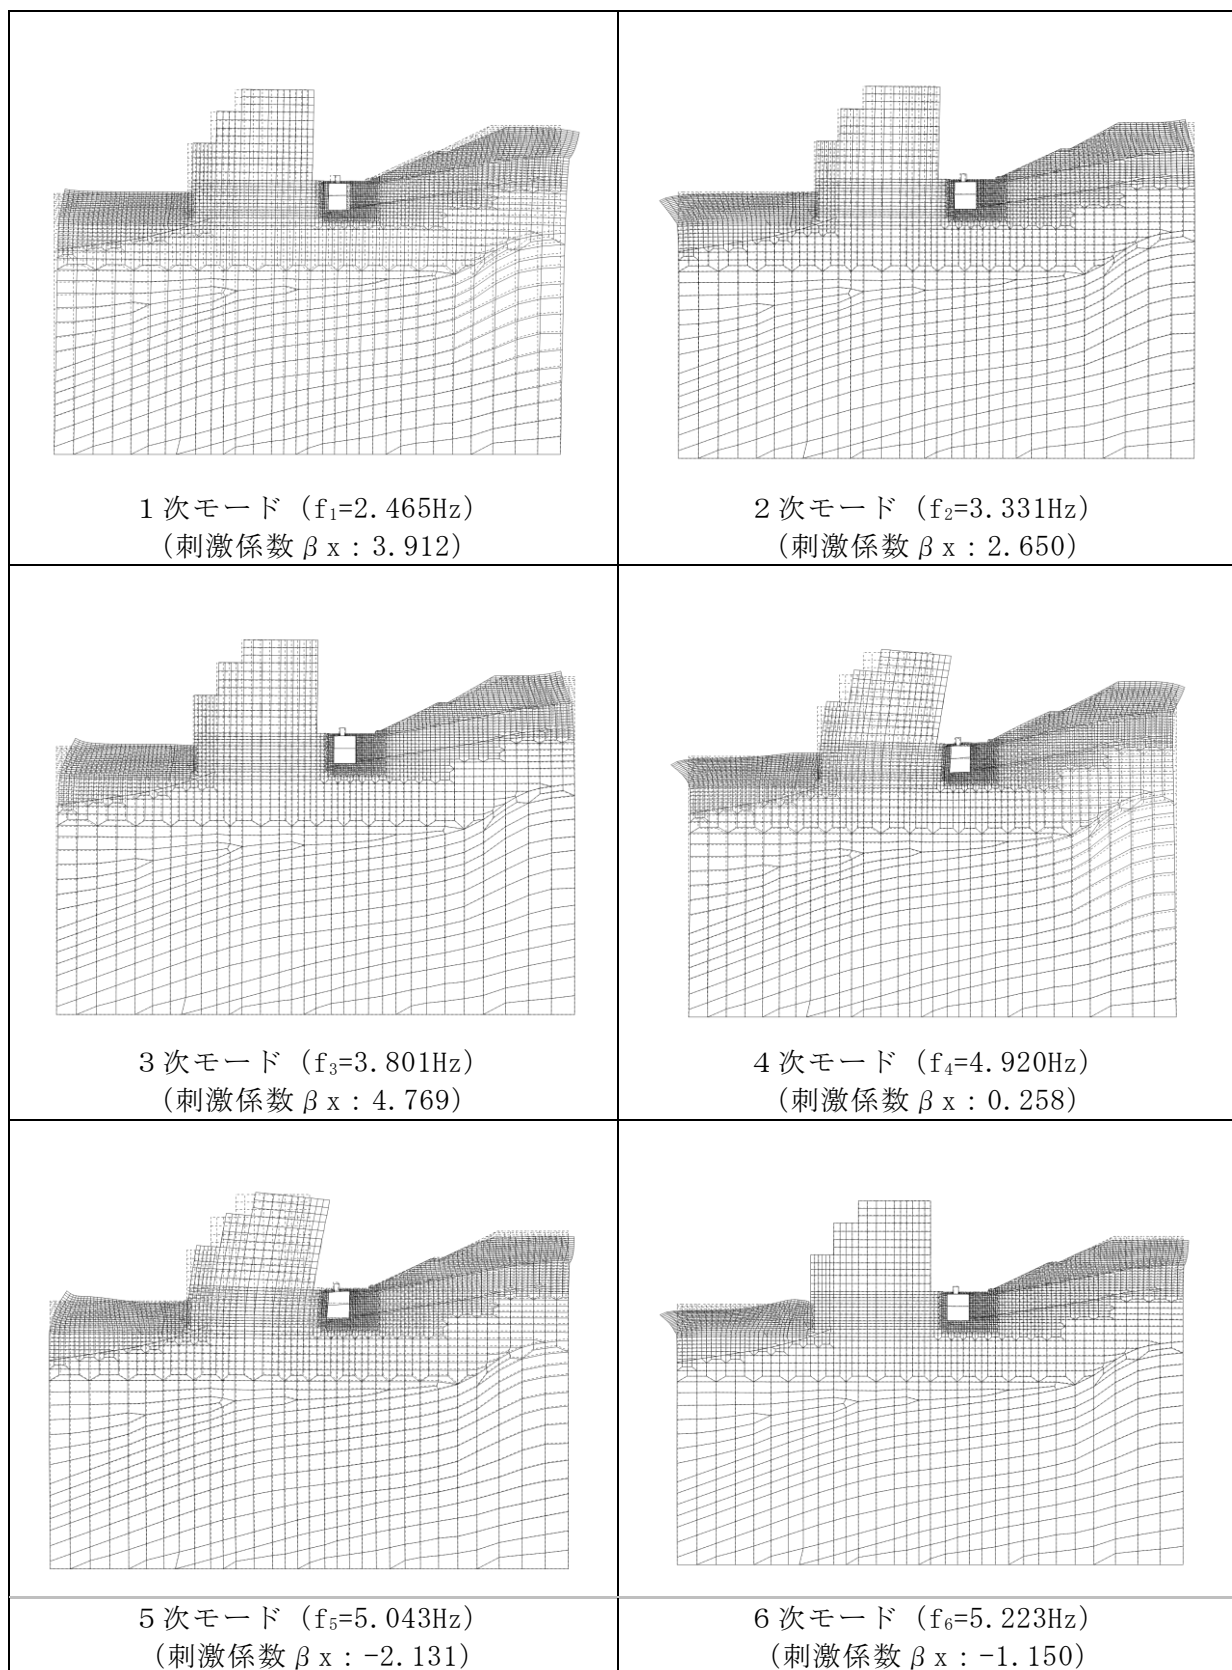 １次モード（f₁=2.465Hz）
（刺激係数βx：3.912）
２次モード（f₂=3.331Hz）
（刺激係数βx：2.650）
３次モード（f₃=3.801Hz）
（刺激係数βx：4.769）
４次モード（f₄=4.920Hz）
（刺激係数βx：0.258）
５次モード（f₅=5.043Hz）
（刺激係数βx：-2.131）
６次モード（f₆=5.223Hz）
（刺激係数βx：-1.150）